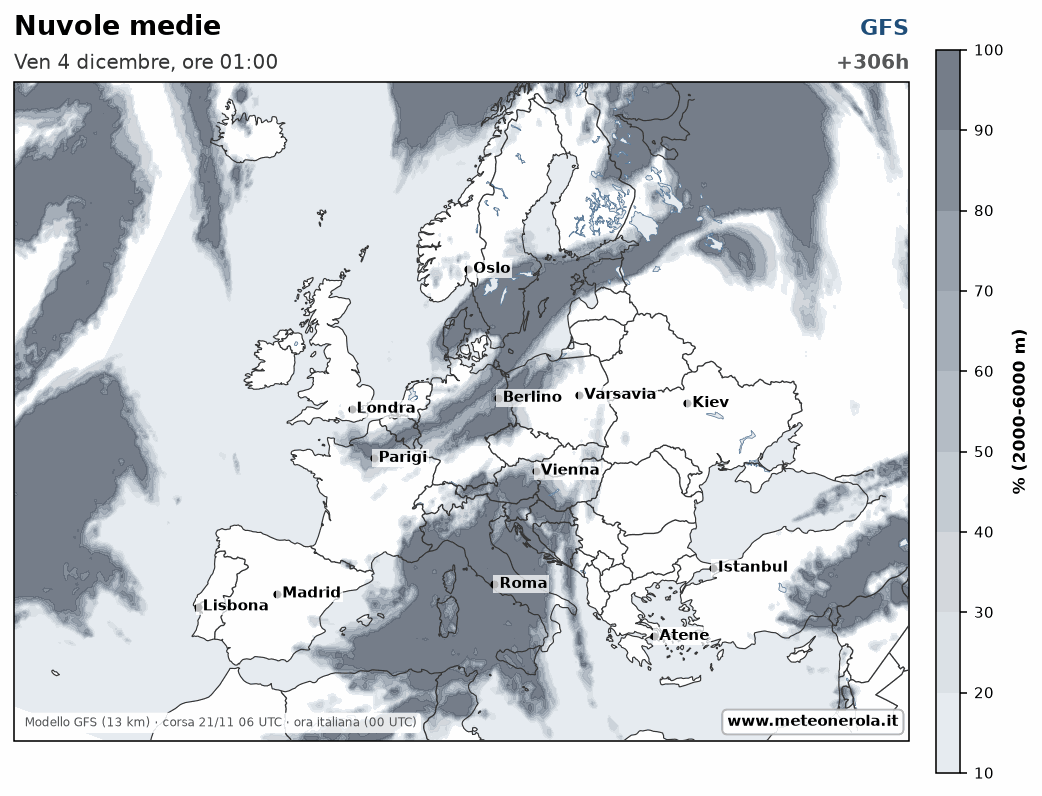 Nuvole medie
GFS
Ven 4 dicembre, ore 01:00
+306h
100
90
80
70
60
50
40
30
20
10
% (2000-6000 m)
Oslo
Londra
Berlino
Varsavia
Kiev
Parigi
Vienna
Istanbul
Roma
Madrid
Lisbona
Atene
Modello GFS (13 km) · corsa 21/11 06 UTC · ora italiana (00 UTC)
www.meteonerola.it